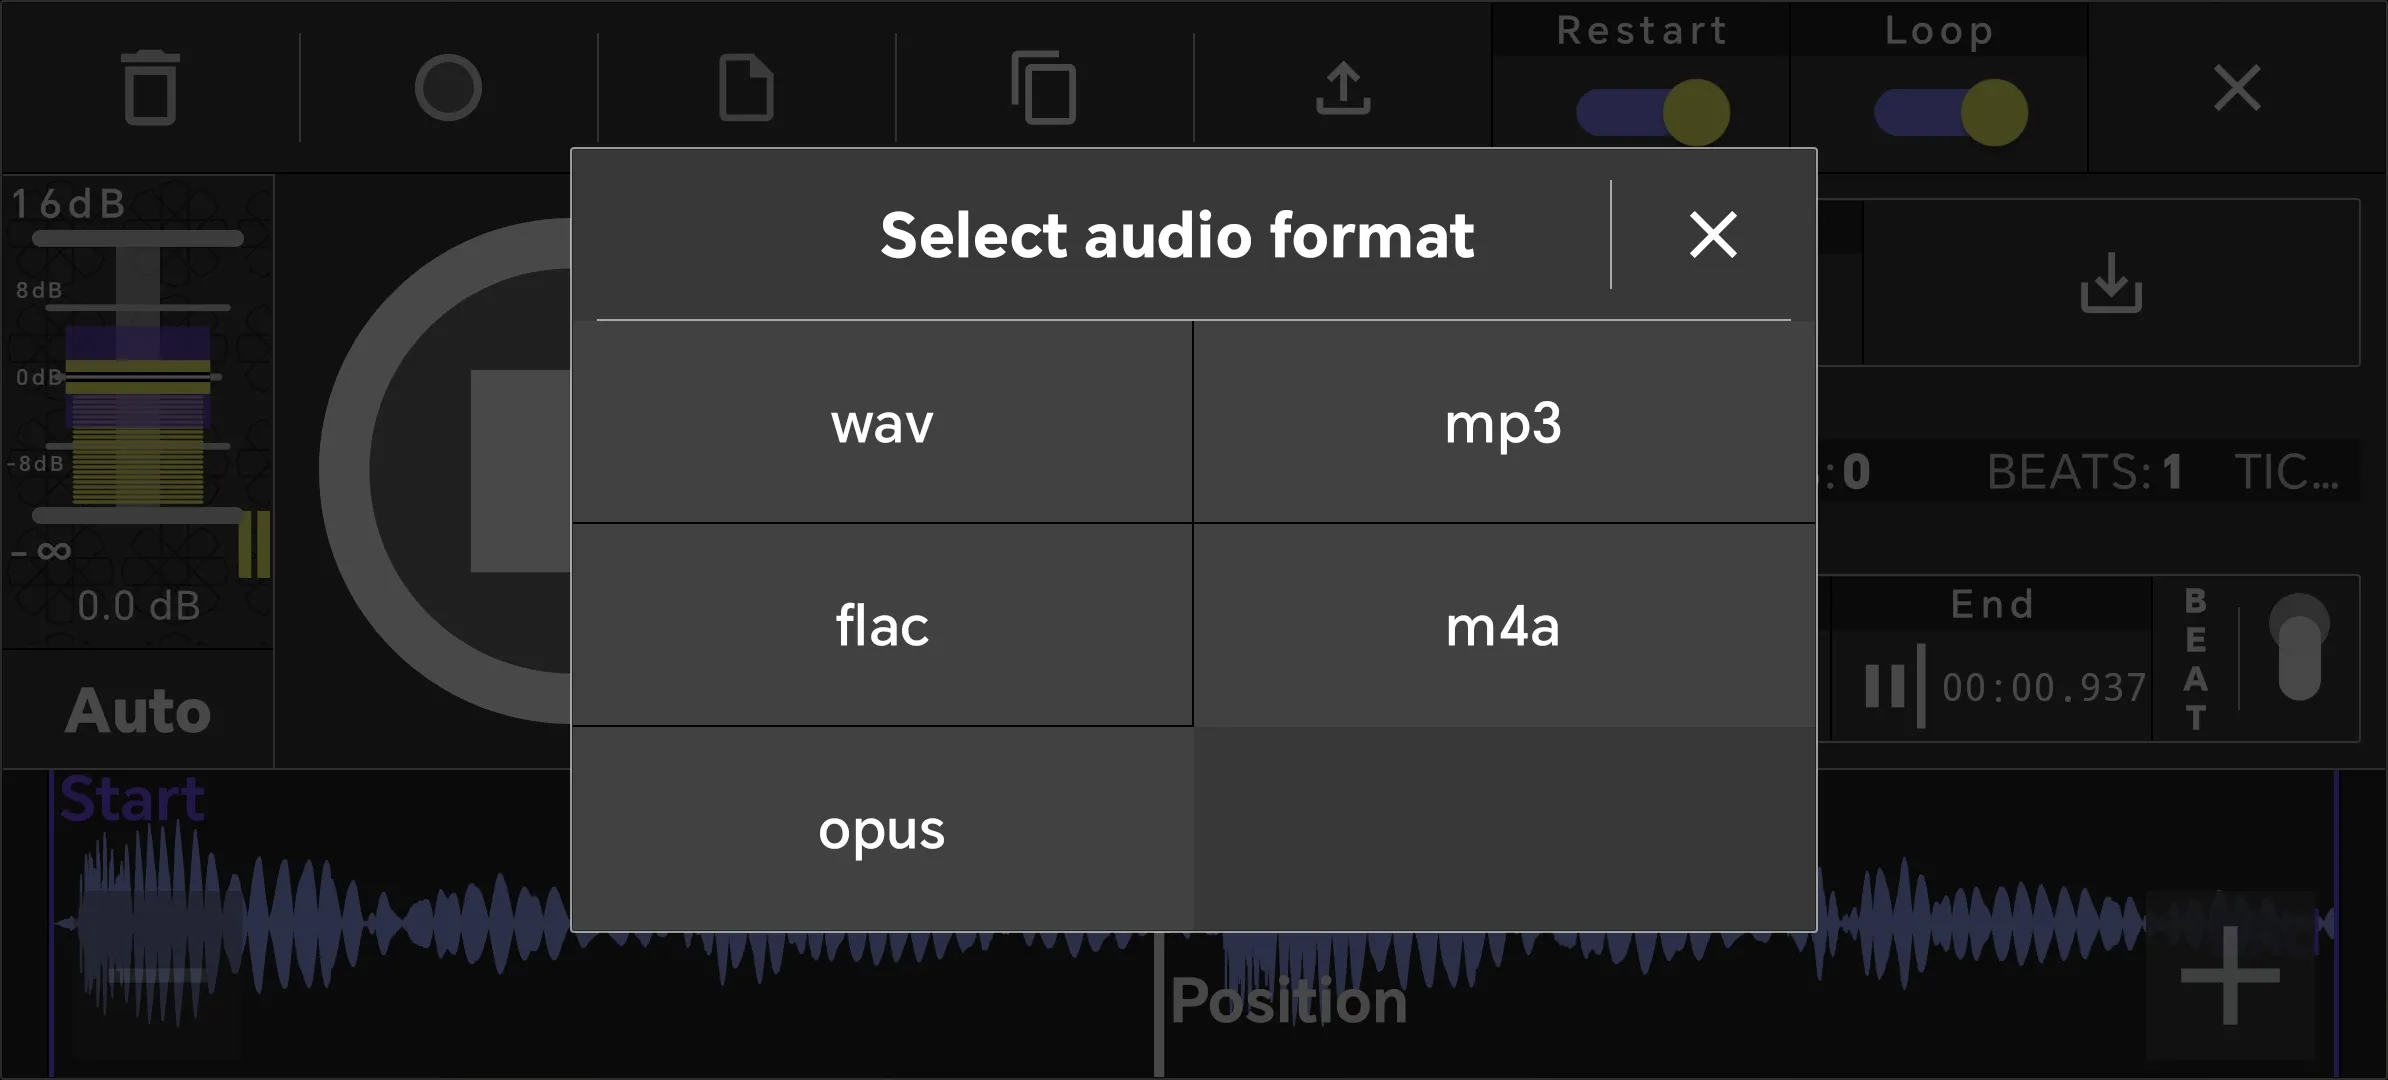 Restart
Loop
16dB
8dB
0dB
-8dB
- ∞
0.0 dB
Auto
Select audio format
wav
mp3
flac
m4a
opus
:0
BEATS:1
TIC...
End
00:00.937
BEAT
Start
Position